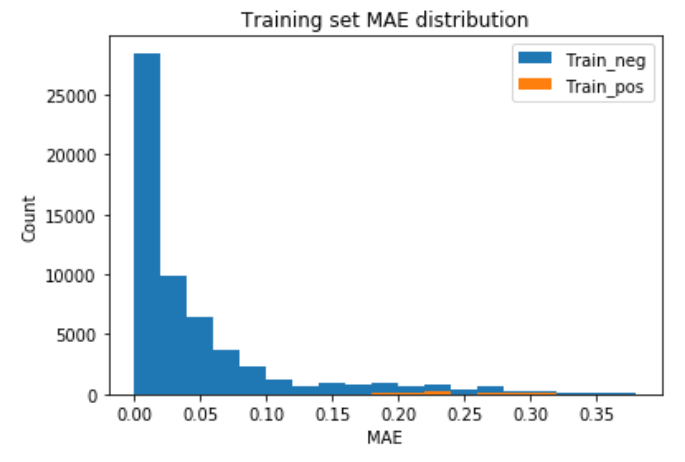 Training set MAE distribution
Train_neg
Train_pos
25000
20000
15000
10000
5000
0
Count
0.00 0.05 0.10 0.15 0.20 0.25 0.30 0.35
MAE